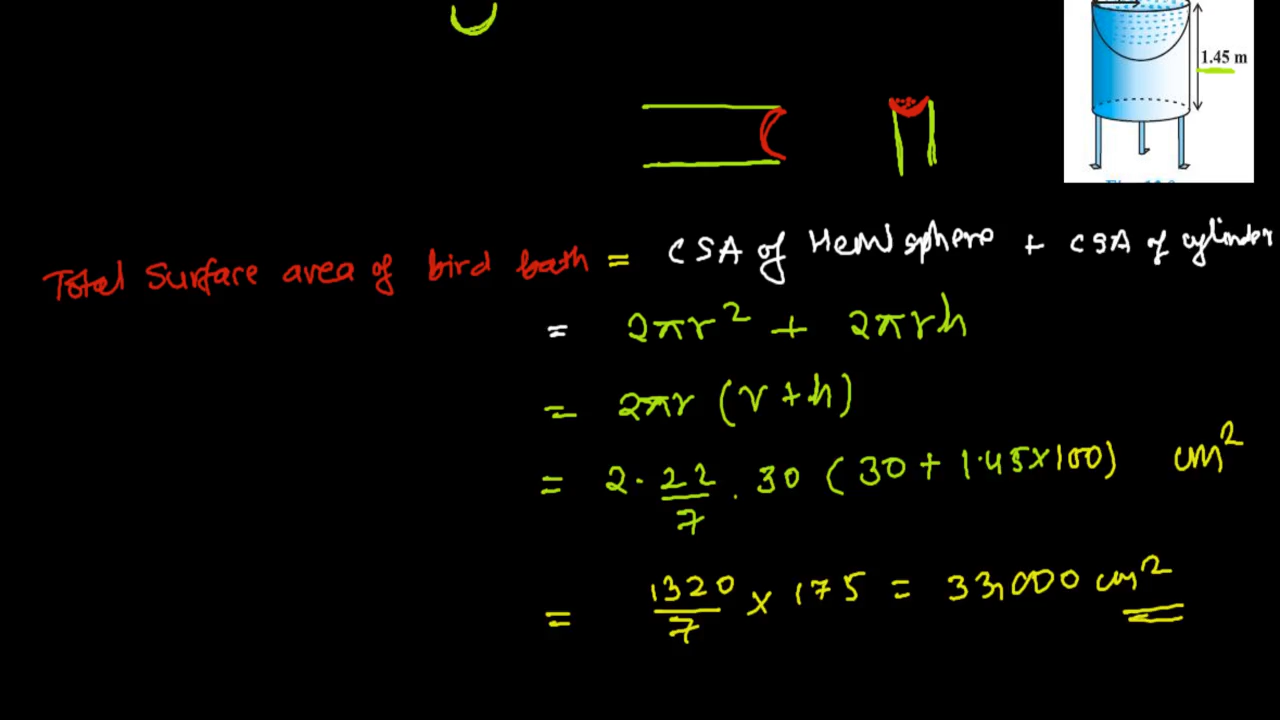 1.45 m
Total Surface area of bird bath = CSA of Hemisphere + CSA of cylinder
= 2πr² + 2πrh
= 2πr (r+h)
= 2. 22/7 . 30 (30 + 1.45×100) cm²
= 1320/7 × 175 = 33,000 cm²